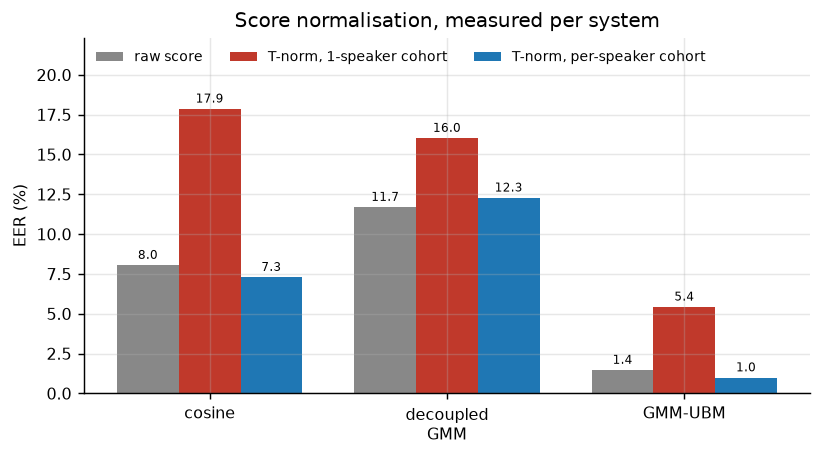 Score normalisation, measured per system
raw score
T-norm, 1-speaker cohort
T-norm, per-speaker cohort
EER (%)
20.0
17.5
15.0
12.5
10.0
7.5
5.0
2.5
0.0
8.0
17.9
7.3
11.7
16.0
12.3
1.4
5.4
1.0
cosine
decoupled
GMM
GMM-UBM